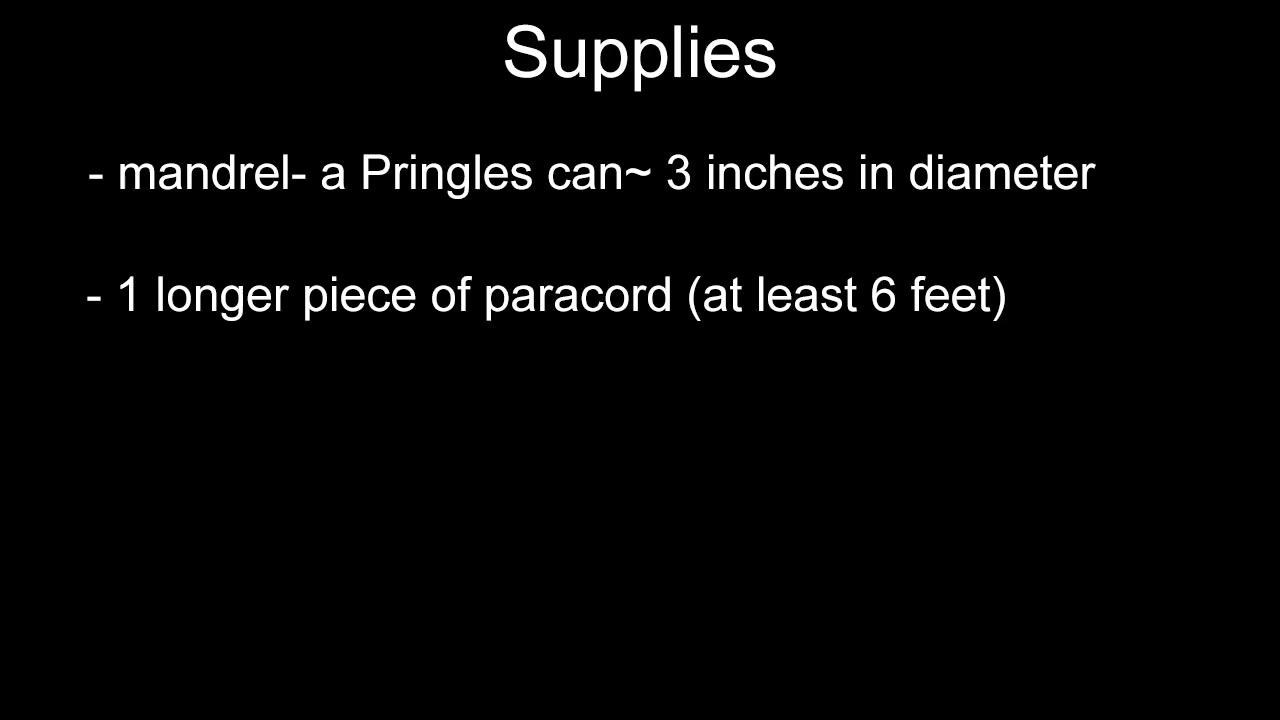 Supplies
- mandrel- a Pringles can~ 3 inches in diameter
- 1 longer piece of paracord (at least 6 feet)